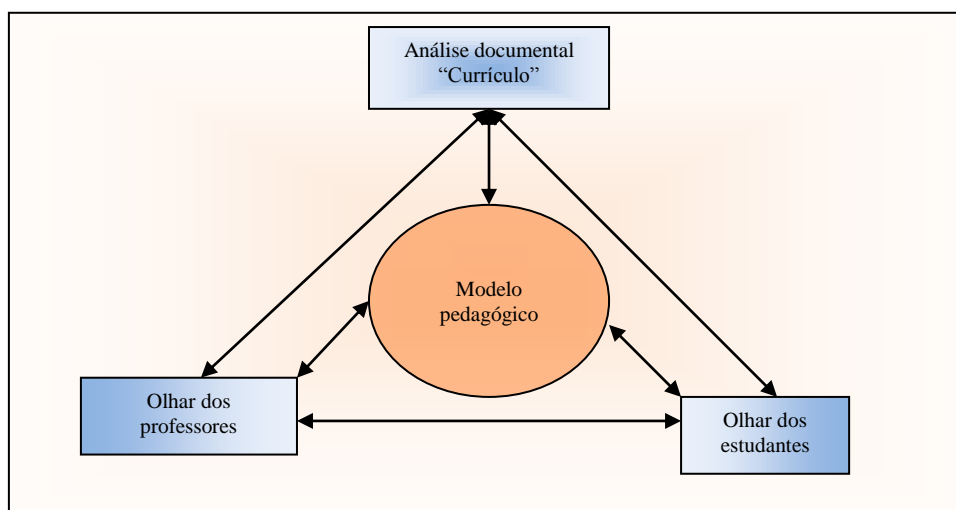 Análise documental
“Currículo”
Modelo
pedagógico
Olhar dos
professores
Olhar dos
estudantes